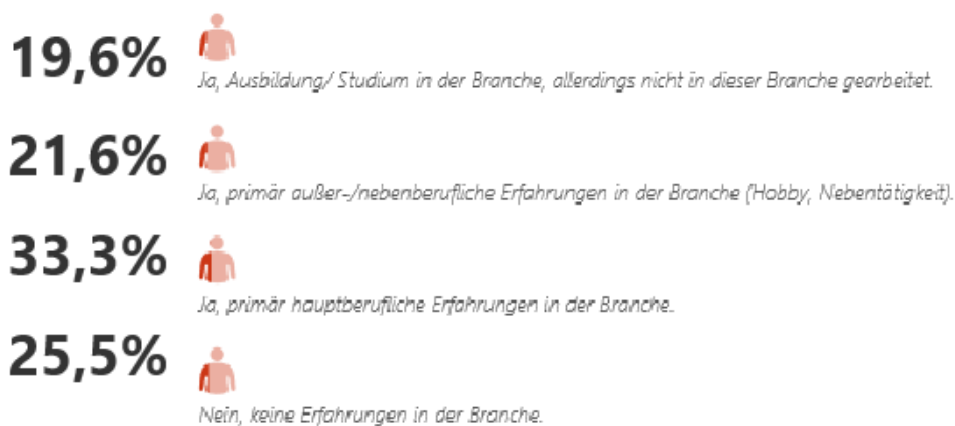 19,6%
Ja, Ausbildung/ Studium in der Branche, allerdings nicht in dieser Branche gearbeitet.
21,6%
Ja, primär außer-/nebenberufliche Erfahrungen in der Branche (Hobby, Nebentätigkeit).
33,3%
Ja, primär hauptberufliche Erfahrungen in der Branche.
25,5%
Nein, keine Erfahrungen in der Branche.